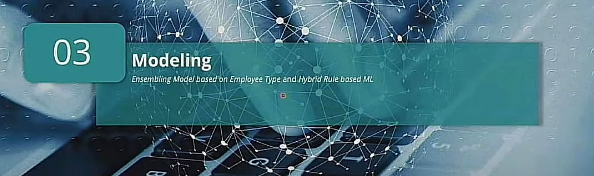 03
Modeling
Ensembling Model based on Employee Type and Hybrid Rule based ML